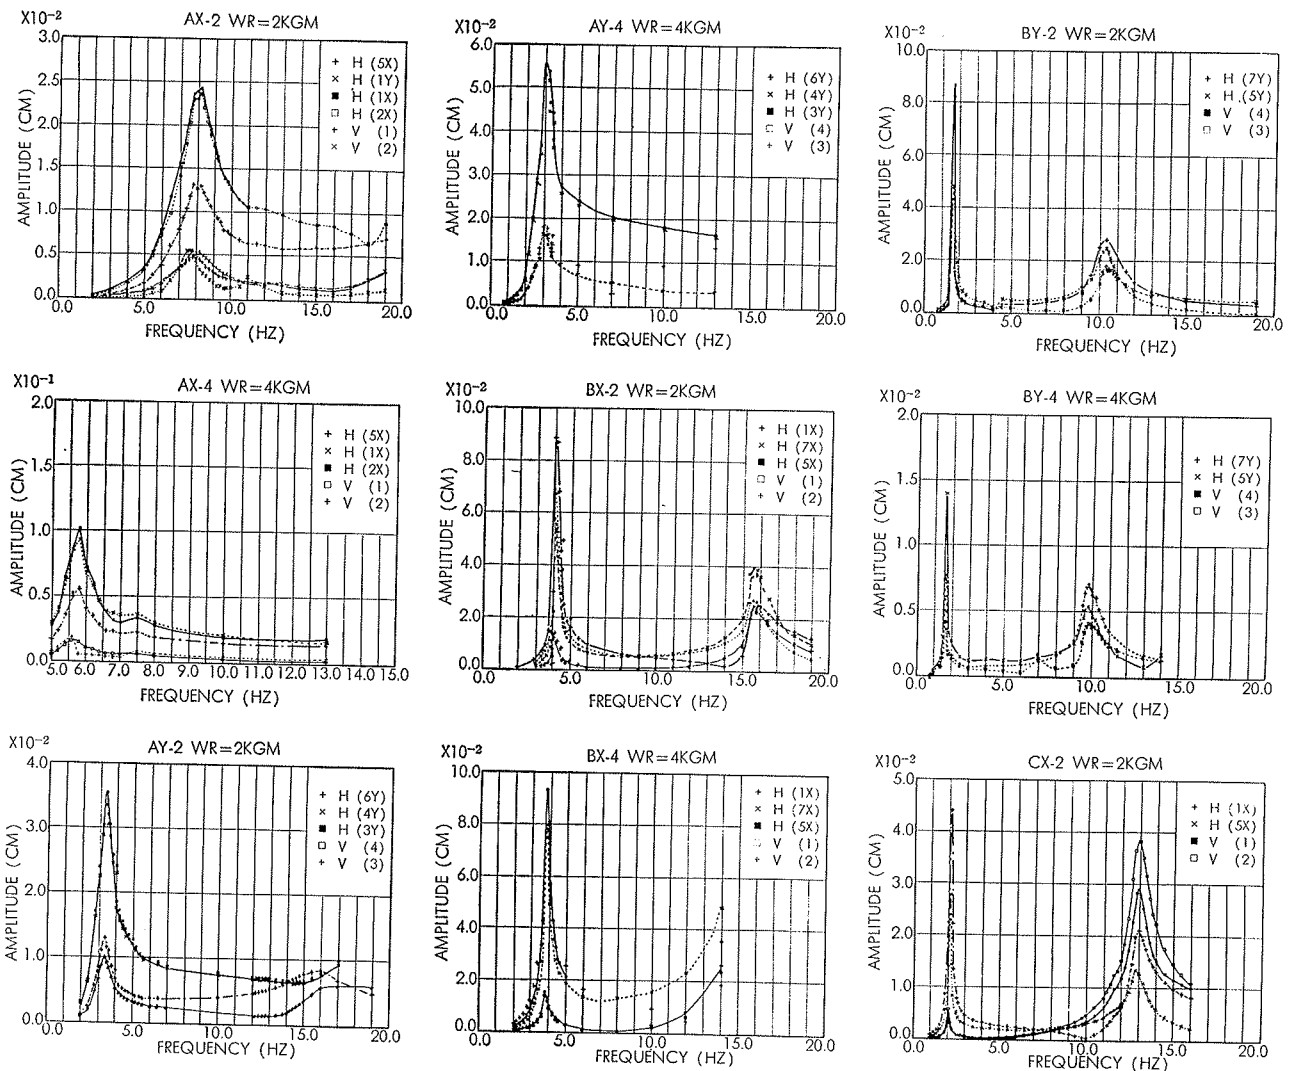 X10-2 AX-2 WR=2KGM
3.0
2.5
2.0
1.5
1.0
0.5
0.0
AMPLITUDE (CM)
+ H (5X)
× H (1Y)
■ H (1X)
□ H (2X)
+ V (1)
× V (2)
0.0 5.0 10.0 15.0 20.0
FREQUENCY (HZ)
X10-2 AY-4 WR=4KGM
6.0
5.0
4.0
3.0
2.0
1.0
0.0
AMPLITUDE (CM)
+ H (6Y)
× H (4Y)
■ H (3Y)
□ V (4)
+ V (3)
0.0 5.0 10.0 15.0 20.0
FREQUENCY (HZ)
X10-2 BY-2 WR=2KGM
10.0
8.0
6.0
4.0
2.0
0.0
AMPLITUDE (CM)
+ H (7Y)
× H (5Y)
■ V (4)
□ V (3)
0.0 5.0 10.0 15.0 20.0
FREQUENCY (HZ)
X10-1 AX-4 WR=4KGM
2.0
1.5
1.0
0.5
0.0
AMPLITUDE (CM)
+ H (5X)
× H (1X)
■ H (2X)
□ V (1)
+ V (2)
5.0 6.0 7.0 8.0 9.0 10.0 11.0 12.0 13.0 14.0 15.0
FREQUENCY (HZ)
X10-2 BX-2 WR=2KGM
10.0
8.0
6.0
4.0
2.0
0.0
AMPLITUDE (CM)
+ H (1X)
× H (7X)
■ H (5X)
□ V (1)
+ V (2)
0.0 5.0 10.0 15.0 20.0
FREQUENCY (HZ)
X10-2 BY-4 WR=4KGM
2.0
1.5
1.0
0.5
0.0
AMPLITUDE (CM)
+ H (7Y)
× H (5Y)
■ V (4)
□ V (3)
0.0 5.0 10.0 15.0 20.0
FREQUENCY (HZ)
X10-2 AY-2 WR=2KGM
4.0
3.0
2.0
1.0
0.0
AMPLITUDE (CM)
+ H (6Y)
× H (4Y)
■ H (3Y)
□ V (4)
+ V (3)
0.0 5.0 10.0 15.0 20.0
FREQUENCY (HZ)
X10-2 BX-4 WR=4KGM
10.0
8.0
6.0
4.0
2.0
0.0
AMPLITUDE (CM)
+ H (1X)
× H (7X)
■ H (5X)
□ V (1)
+ V (2)
0.0 5.0 10.0 15.0 20.0
FREQUENCY (HZ)
X10-2 CX-2 WR=2KGM
5.0
4.0
3.0
2.0
1.0
0.0
AMPLITUDE (CM)
+ H (1X)
× H (5X)
■ V (1)
□ V (2)
0.0 5.0 10.0 15.0 20.0
FREQUENCY (HZ)